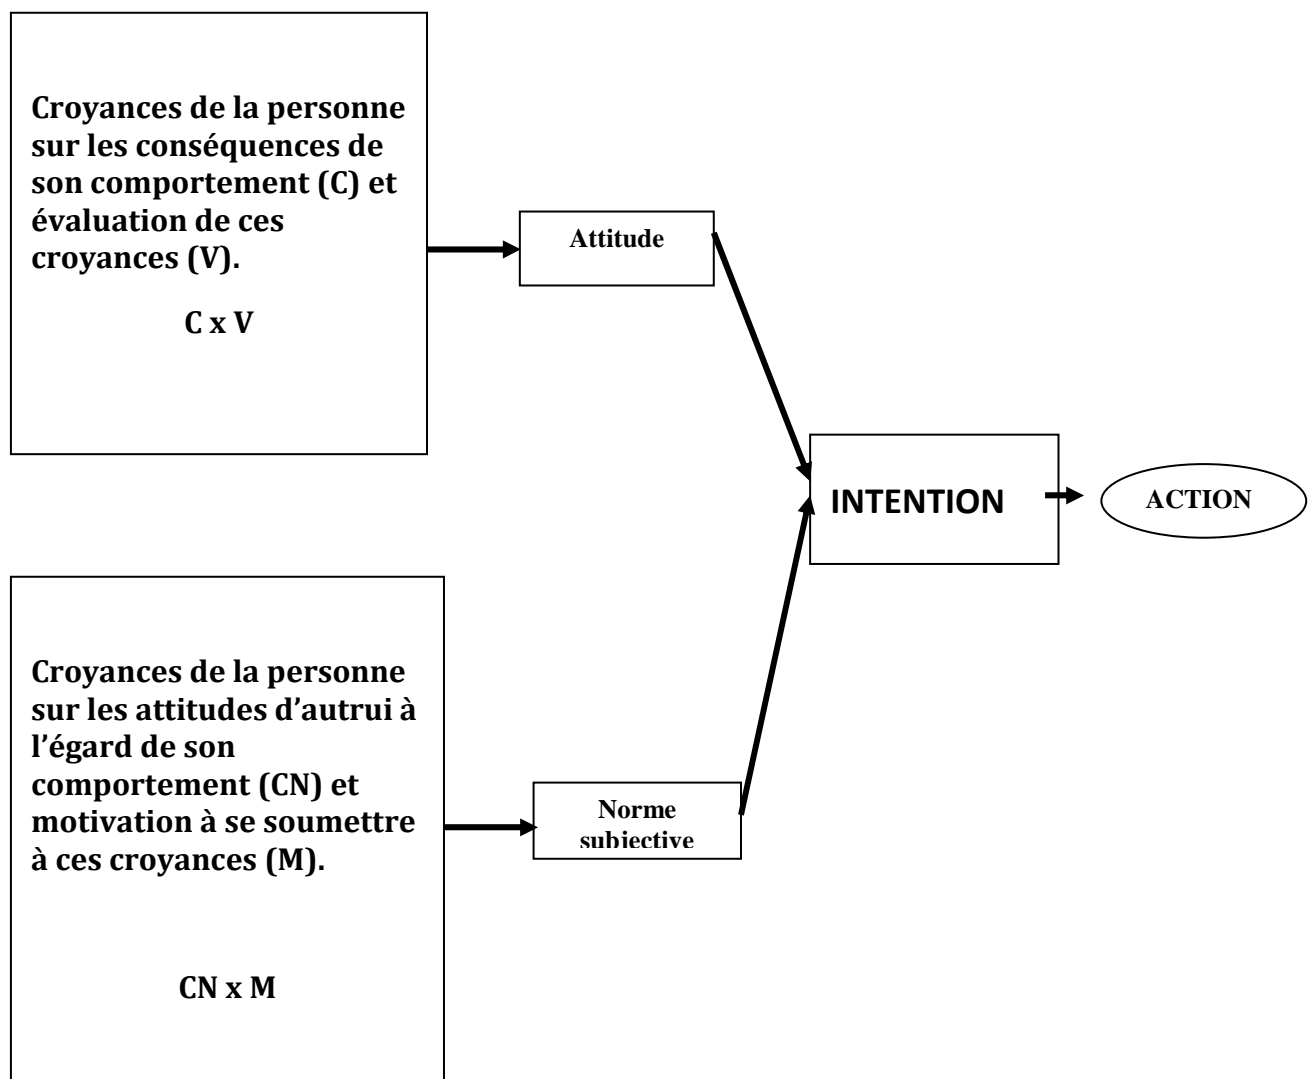 Croyances de la personne
sur les conséquences de
son comportement (C) et
évaluation de ces
croyances (V).
C x V
Attitude
INTENTION
ACTION
Croyances de la personne
sur les attitudes d’autrui à
l’égard de son
comportement (CN) et
motivation à se soumettre
à ces croyances (M).
CN x M
Norme
subjective